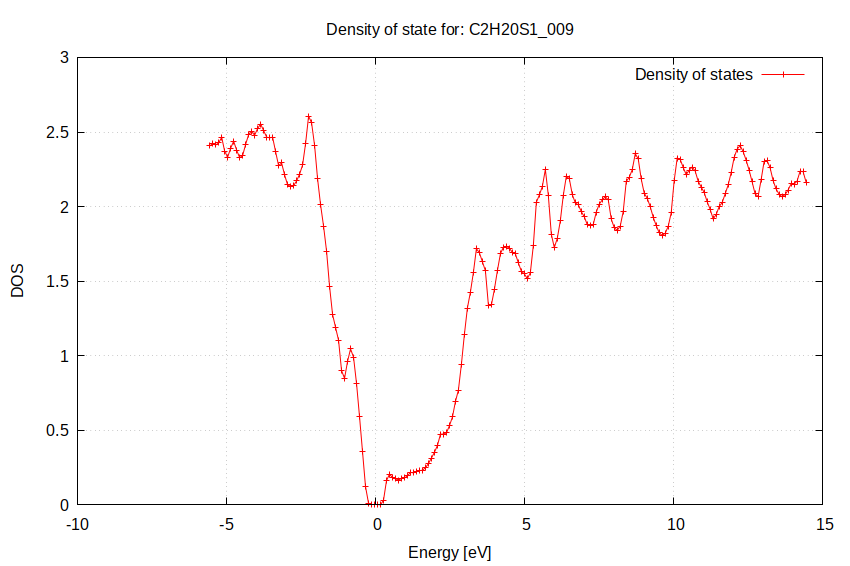 Density of state for: C2H20S1_009
Density of states
3
2.5
2
1.5
1
0.5
0
DOS
-10 -5 0 5 10 15
Energy [eV]